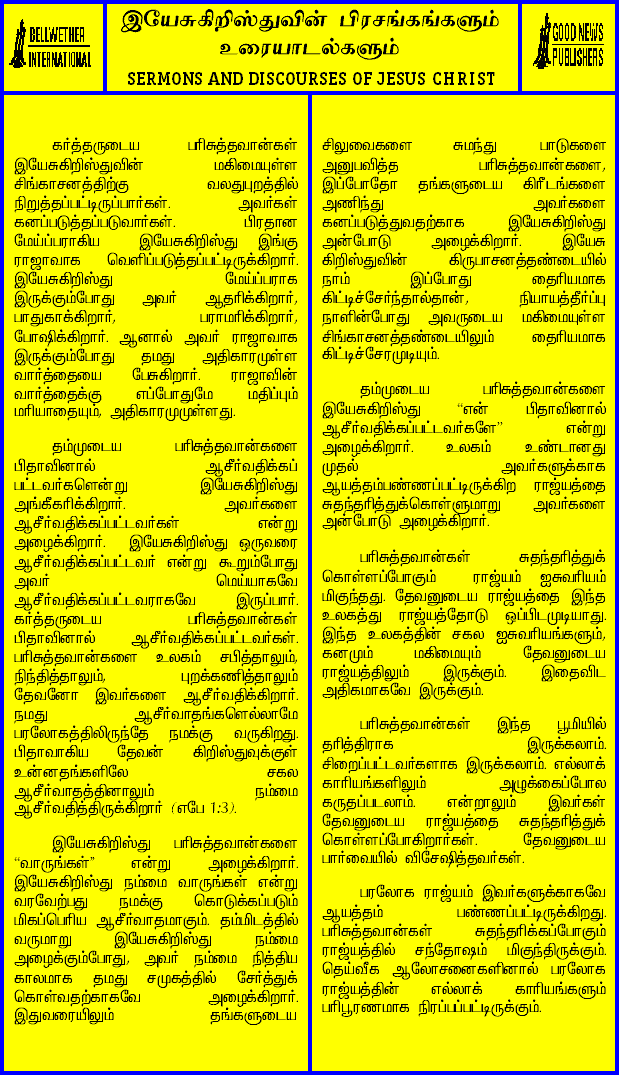 BELLWETHER
INTERNATIONAL
இயேசுகிறிஸ்துவின் பிரசங்கங்களும்
உரையாடல்களும்
SERMONS AND DISCOURSES OF JESUS CHRIST
GOOD NEWS
PUBLISHERS
கர்த்தருடைய பரிசுத்தவான்கள்
இயேசுகிறிஸ்துவின் மகிமையுள்ள
சிங்காசனத்திற்கு வலதுபுறத்தில்
நிறுத்தப்பட்டிருப்பார்கள். அவர்கள்
கனப்படுத்தப்படுவார்கள். பிரதான
மேய்ப்பராகிய இயேசுகிறிஸ்து இங்கு
ராஜாவாக வெளிப்படுத்தப்பட்டிருக்கிறார்.
இயேசுகிறிஸ்து மேய்ப்பராக
இருக்கும்போது அவர் ஆதரிக்கிறார்,
பாதுகாக்கிறார், பராமரிக்கிறார்,
போஷிக்கிறார். ஆனால் அவர் ராஜாவாக
இருக்கும்போது தமது அதிகாரமுள்ள
வார்த்தையை பேசுகிறார். ராஜாவின்
வார்த்தைக்கு எப்போதுமே மதிப்பும்
மரியாதையும், அதிகாரமுமுள்ளது.
தம்முடைய பரிசுத்தவான்களை
பிதாவினால் ஆசீர்வதிக்கப்
பட்டவர்களென்று இயேசுகிறிஸ்து
அங்கீகரிக்கிறார். அவர்களை
ஆசீர்வதிக்கப்பட்டவர்கள் என்று
அழைக்கிறார். இயேசுகிறிஸ்து ஒருவரை
ஆசீர்வதிக்கப்பட்டவர் என்று கூறும்போது
அவர் மெய்யாகவே
ஆசீர்வதிக்கப்பட்டவராகவே இருப்பார்.
கர்த்தருடைய பரிசுத்தவான்கள்
பிதாவினால் ஆசீர்வதிக்கப்பட்டவர்கள்.
பரிசுத்தவான்களை உலகம் சபித்தாலும்,
நிந்தித்தாலும், புறக்கணித்தாலும்
தேவனோ இவர்களை ஆசீர்வதிக்கிறார்.
நமது ஆசீர்வாதங்களெல்லாமே
பரலோகத்திலிருந்தே நமக்கு வருகிறது.
பிதாவாகிய தேவன் கிறிஸ்துவுக்குள்
உன்னதங்களிலே சகல
ஆசீர்வாதத்தினாலும் நம்மை
ஆசீர்வதித்திருக்கிறார் (எபே 1:3).
இயேசுகிறிஸ்து பரிசுத்தவான்களை
“வாருங்கள்” என்று அழைக்கிறார்.
இயேசுகிறிஸ்து நம்மை வாருங்கள் என்று
வரவேற்பது நமக்கு கொடுக்கப்படும்
மிகப்பெரிய ஆசீர்வாதமாகும். தம்மிடத்தில்
வருமாறு இயேசுகிறிஸ்து நம்மை
அழைக்கும்போது, அவர் நம்மை நித்திய
காலமாக தமது சமுகத்தில் சேர்த்துக்
கொள்வதற்காகவே அழைக்கிறார்.
இதுவரையிலும் தங்களுடைய
சிலுவைகளை சுமந்து பாடுகளை
அனுபவித்த பரிசுத்தவான்களை,
இப்போதோ தங்களுடைய கிரீடங்களை
அணிந்து அவர்களை
கனப்படுத்துவதற்காக இயேசுகிறிஸ்து
அன்போடு அழைக்கிறார். இயேசு
கிறிஸ்துவின் கிருபாசனத்தண்டையில்
நாம் இப்போது தைரியமாக
கிட்டிச்சேர்ந்தால்தான், நியாயத்தீர்ப்பு
நாளின்போது அவருடைய மகிமையுள்ள
சிங்காசனத்தண்டையிலும் தைரியமாக
கிட்டிச்சேரமுடியும்.
தம்முடைய பரிசுத்தவான்களை
இயேசுகிறிஸ்து “என் பிதாவினால்
ஆசீர்வதிக்கப்பட்டவர்களே” என்று
அழைக்கிறார். உலகம் உண்டானது
முதல் அவர்களுக்காக
ஆயத்தம்பண்ணப்பட்டிருக்கிற ராஜ்யத்தை
சுதந்தரித்துக்கொள்ளுமாறு அவர்களை
அன்போடு அழைக்கிறார்.
பரிசுத்தவான்கள் சுதந்தரித்துக்
கொள்ளப்போகும் ராஜ்யம் ஐசுவரியம்
மிகுந்தது. தேவனுடைய ராஜ்யத்தை இந்த
உலகத்து ராஜ்யத்தோடு ஒப்பிடமுடியாது.
இந்த உலகத்தின் சகல ஐசுவரியங்களும்,
கனமும் மகிமையும் தேவனுடைய
ராஜ்யத்திலும் இருக்கும். இதைவிட
அதிகமாகவே இருக்கும்.
பரிசுத்தவான்கள் இந்த பூமியில்
தரித்திராக இருக்கலாம்.
சிறைப்பட்டவர்களாக இருக்கலாம். எல்லாக்
காரியங்களிலும் அழுக்கைப்போல
கருதப்படலாம். என்றாலும் இவர்கள்
தேவனுடைய ராஜ்யத்தை சுதந்தரித்துக்
கொள்ளப்போகிறார்கள். தேவனுடைய
பார்வையில் விசேஷித்தவர்கள்.
பரலோக ராஜ்யம் இவர்களுக்காகவே
ஆயத்தம் பண்ணப்பட்டிருக்கிறது.
பரிசுத்தவான்கள் சுதந்தரிக்கப்போகும்
ராஜ்யத்தில் சந்தோஷம் மிகுந்திருக்கும்.
தெய்வீக ஆலோசனைகளினால் பரலோக
ராஜ்யத்தின் எல்லாக் காரியங்களும்
பரிபூரணமாக நிரப்பப்பட்டிருக்கும்.